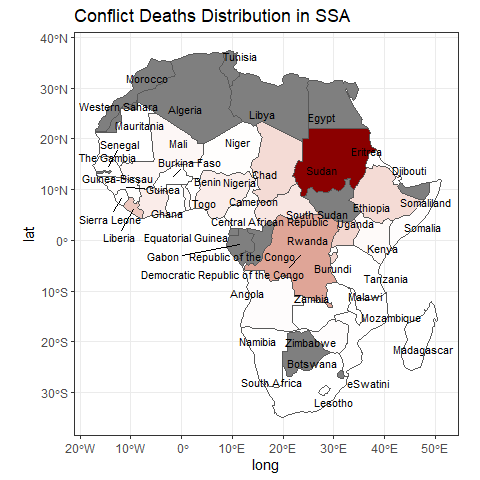 Conflict Deaths Distribution in SSA
40°N
Tunisia
30°N
Morocco
Western Sahara
Algeria
Libya
Egypt
Mauritania
20°N
Senegal
Mali
Niger
Eritrea
The Gambia
Burkina Faso
Chad
Sudan
Djibouti
Guinea-Bissau
Guinea
Benin
Nigeria
10°N
Ghana
Togo
Cameroon
South Sudan
Ethiopia
Somaliland
Sierra Leone
Central African Republic
Uganda
Somalia
Liberia
Equatorial Guinea
Rwanda
0°
lat
Kenya
Gabon
Republic of the Congo
Democratic Republic of the Congo
Burundi
Tanzania
10°S
Angola
Zambia
Malawi
Mozambique
20°S
Namibia
Zimbabwe
Madagascar
Botswana
South Africa
eSwatini
30°S
Lesotho
20°W
10°W
0°
10°E
20°E
30°E
40°E
50°E
long